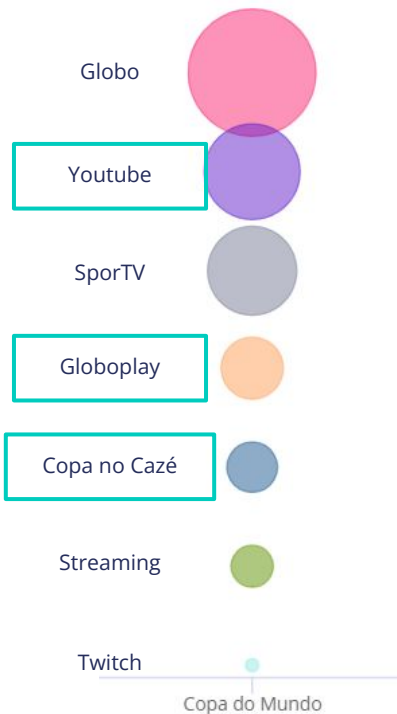 Globo
Youtube
SporTV
Globoplay
Copa no Cazé
Streaming
Twitch
Copa do Mundo